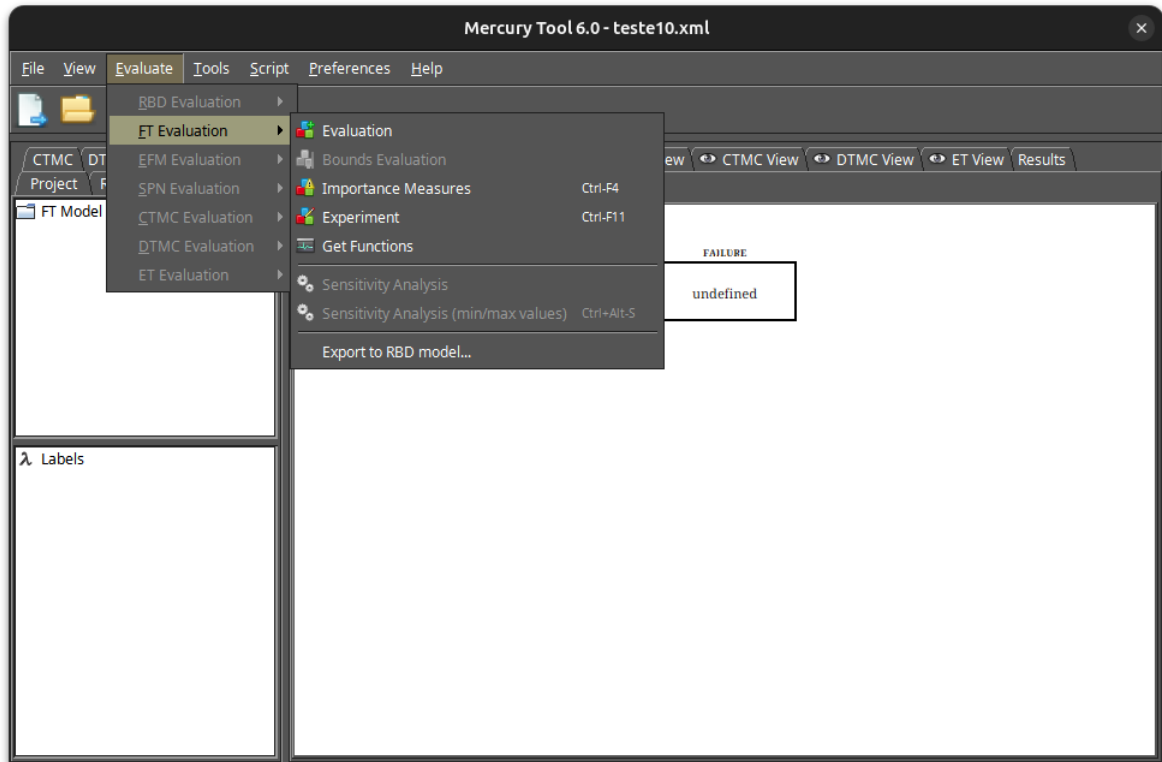 Mercury Tool 6.0 - teste10.xml
File View Evaluate Tools Script Preferences Help
RBD Evaluation
FT Evaluation
EFM Evaluation
SPN Evaluation
CTMC Evaluation
DTMC Evaluation
ET Evaluation
Evaluation
Bounds Evaluation
Importance Measures Ctrl-F4
Experiment Ctrl-F11
Get Functions
Sensitivity Analysis
Sensitivity Analysis (min/max values) Ctrl+Alt-S
Export to RBD model...
CTMC DT ew CTMC View DTMC View ET View Results
Project
FT Model
FAILURE
undefined
λ Labels